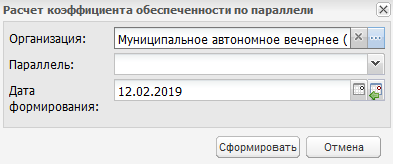 Расчет коэффициента обеспеченности по параллели
Организация: Муниципальное автономное вечернее (
Параллель:
Дата формирования: 12.02.2019
Сформировать Отмена